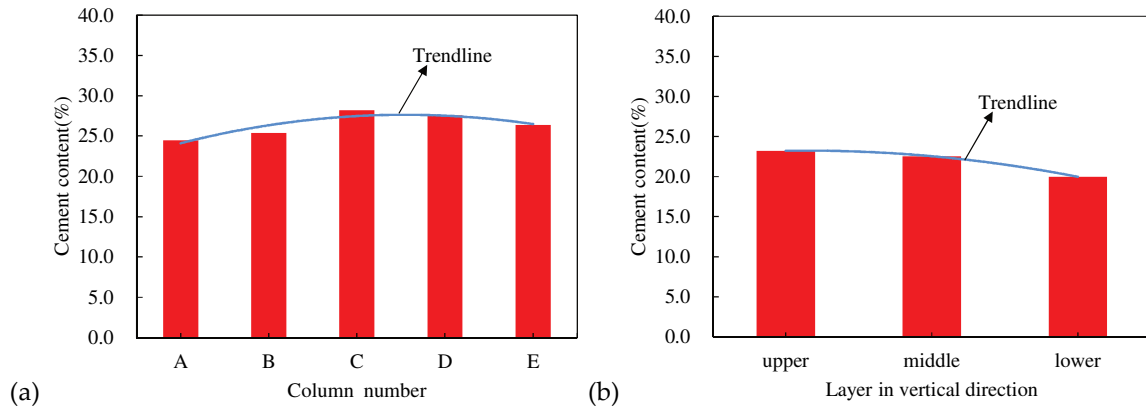 40.0
35.0
30.0
25.0
20.0
15.0
10.0
5.0
0.0
Cement content(%)
Trendline
A B C D E
Column number
(a)
40.0
35.0
30.0
25.0
20.0
15.0
10.0
5.0
0.0
Cement content(%)
Trendline
upper middle lower
Layer in vertical direction
(b)